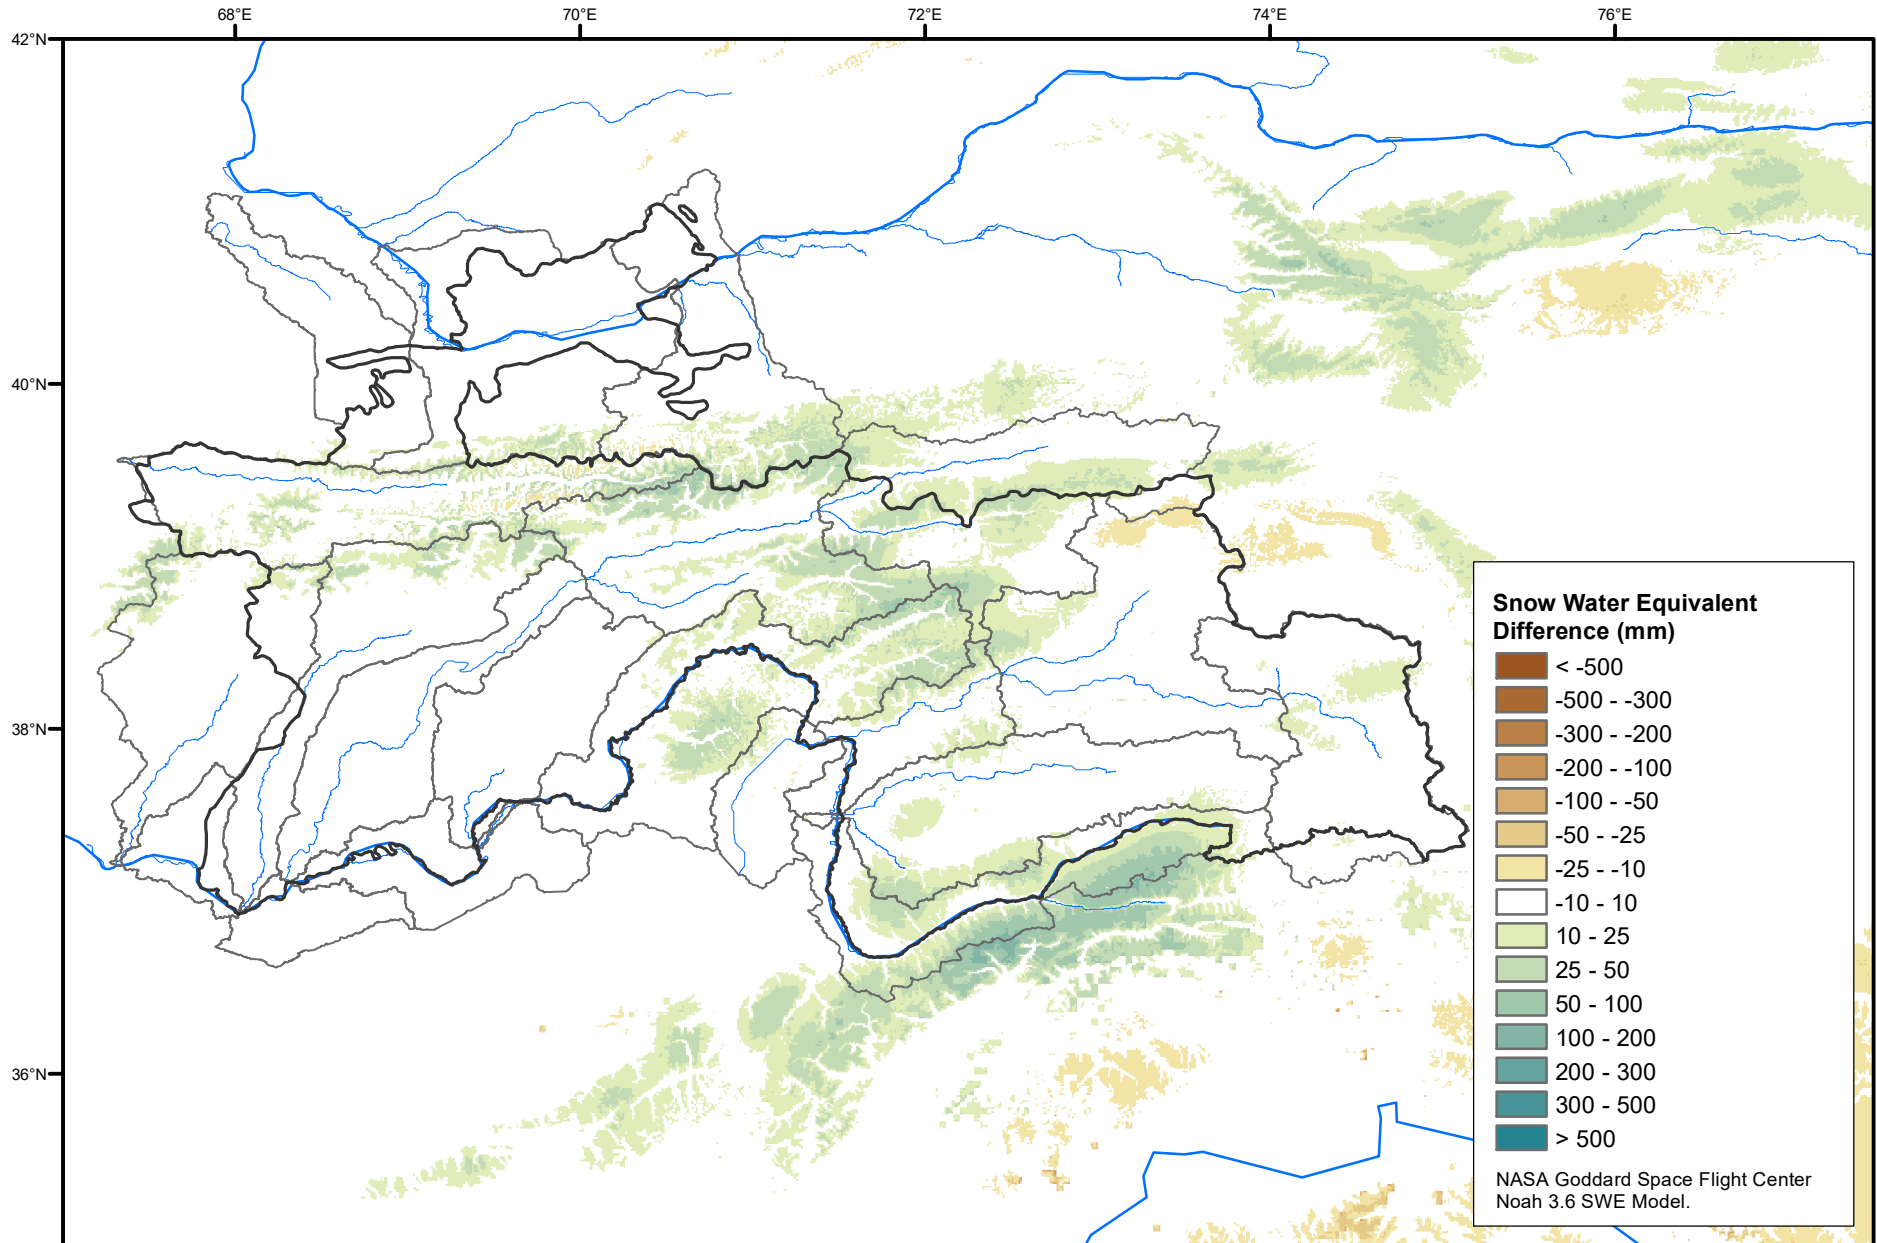 68°E
70°E
72°E
74°E
76°E
42°N
40°N
38°N
36°N
Snow Water Equivalent
Difference (mm)
< -500
-500 - -300
-300 - -200
-200 - -100
-100 - -50
-50 - -25
-25 - -10
-10 - 10
10 - 25
25 - 50
50 - 100
100 - 200
200 - 300
300 - 500
> 500
NASA Goddard Space Flight Center
Noah 3.6 SWE Model.